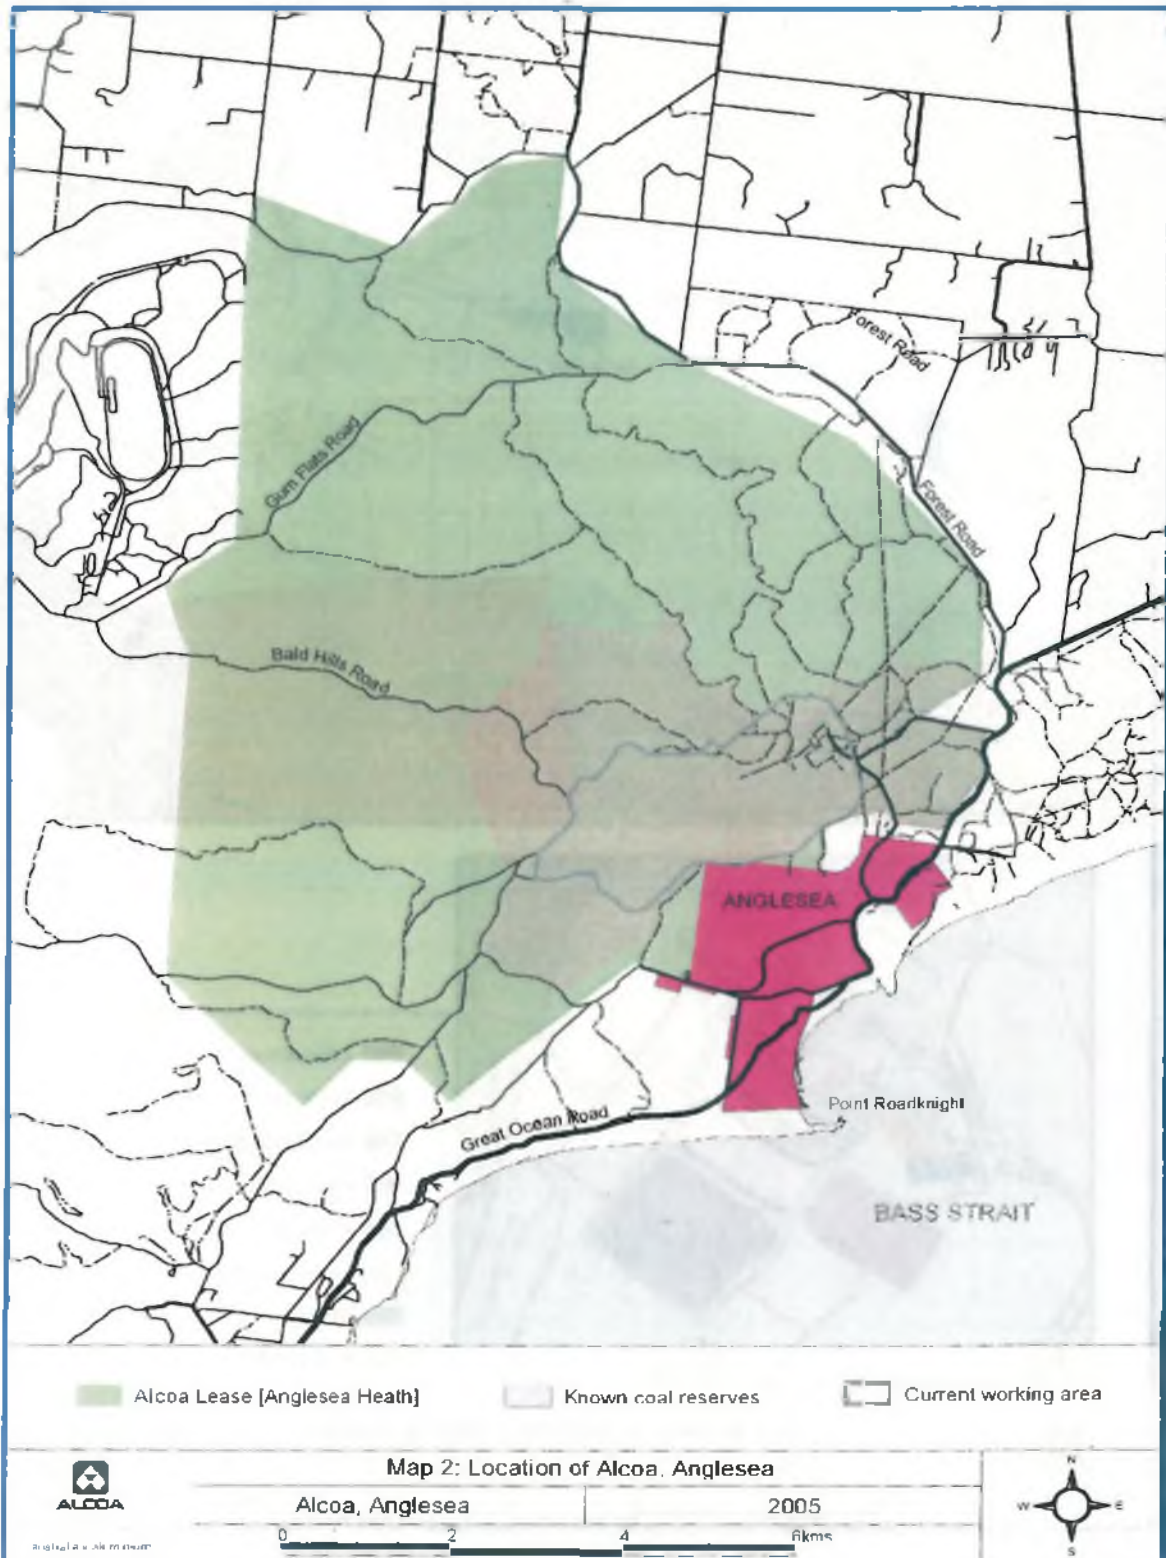 Forest Road
Gum Flats Road
Forest Road
Bald Hills Road
ANGLESEA
Point Roadknight
Great Ocean Road
BASS STRAIT
Alcoa Lease [Anglesea Heath]
Known coal reserves
Current working area
Map 2: Location of Alcoa, Anglesea
ALCOA
Alcoa, Anglesea
2005
0 2 4 6kms
N
W E
S